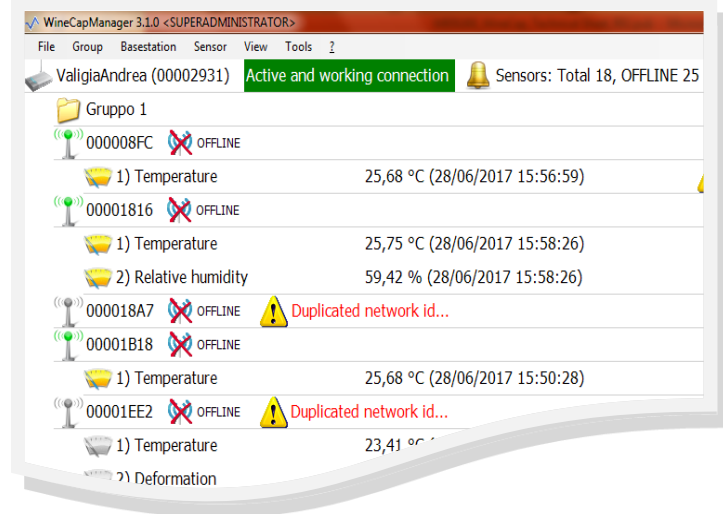 WineCapManager 3.1.0 <SUPERADMINISTRATOR>
File Group Basestation Sensor View Tools ?
ValigiaAndrea (00002931) Active and working connection Sensors: Total 18, OFFLINE 25
Gruppo 1
000008FC OFFLINE
1) Temperature 25,68 °C (28/06/2017 15:56:59)
00001816 OFFLINE
1) Temperature 25,75 °C (28/06/2017 15:58:26)
2) Relative humidity 59,42 % (28/06/2017 15:58:26)
000018A7 OFFLINE Duplicated network id...
00001B18 OFFLINE
1) Temperature 25,68 °C (28/06/2017 15:50:28)
00001EE2 OFFLINE Duplicated network id...
1) Temperature 23,41 °C
2) Deformation